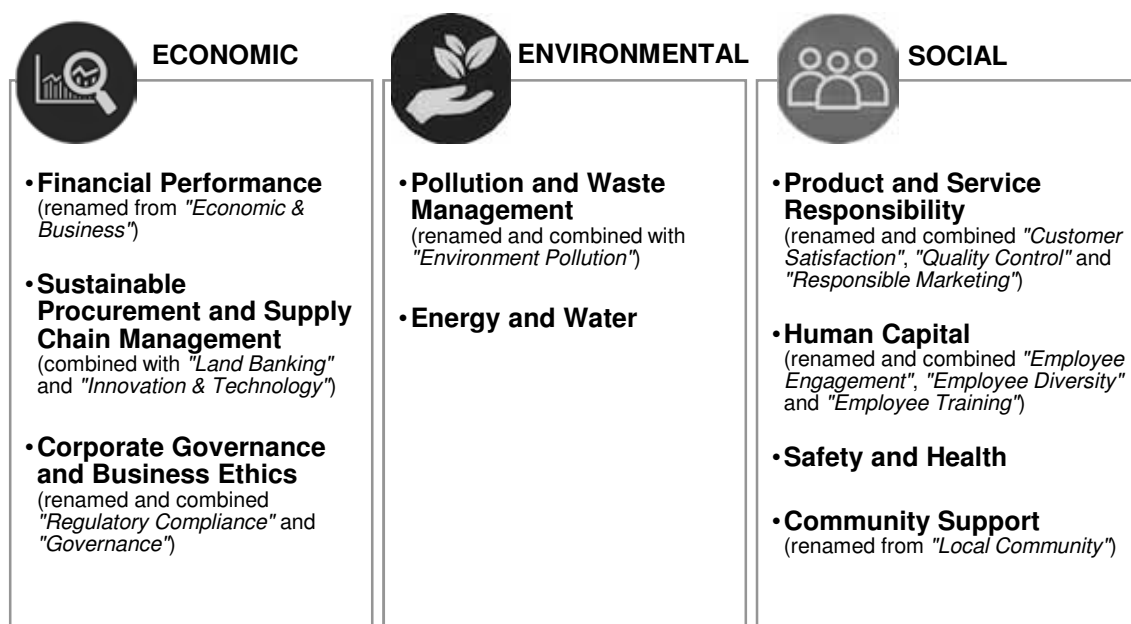 ECONOMIC
•Financial Performance
(renamed from "Economic &
Business")
•Sustainable
Procurement and Supply
Chain Management
(combined with "Land Banking"
and "Innovation & Technology")
•Corporate Governance
and Business Ethics
(renamed and combined
"Regulatory Compliance" and
"Governance")
ENVIRONMENTAL
•Pollution and Waste
Management
(renamed and combined with
"Environment Pollution")
•Energy and Water
SOCIAL
•Product and Service
Responsibility
(renamed and combined "Customer
Satisfaction", "Quality Control" and
"Responsible Marketing")
•Human Capital
(renamed and combined "Employee
Engagement", "Employee Diversity"
and "Employee Training")
•Safety and Health
•Community Support
(renamed from "Local Community")